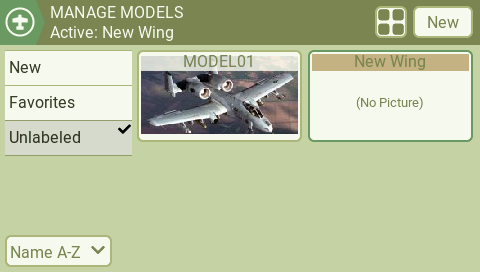 MANAGE MODELS
Active: New Wing
New
New
Favorites
Unlabeled
MODEL01
New Wing
(No Picture)
Name A-Z